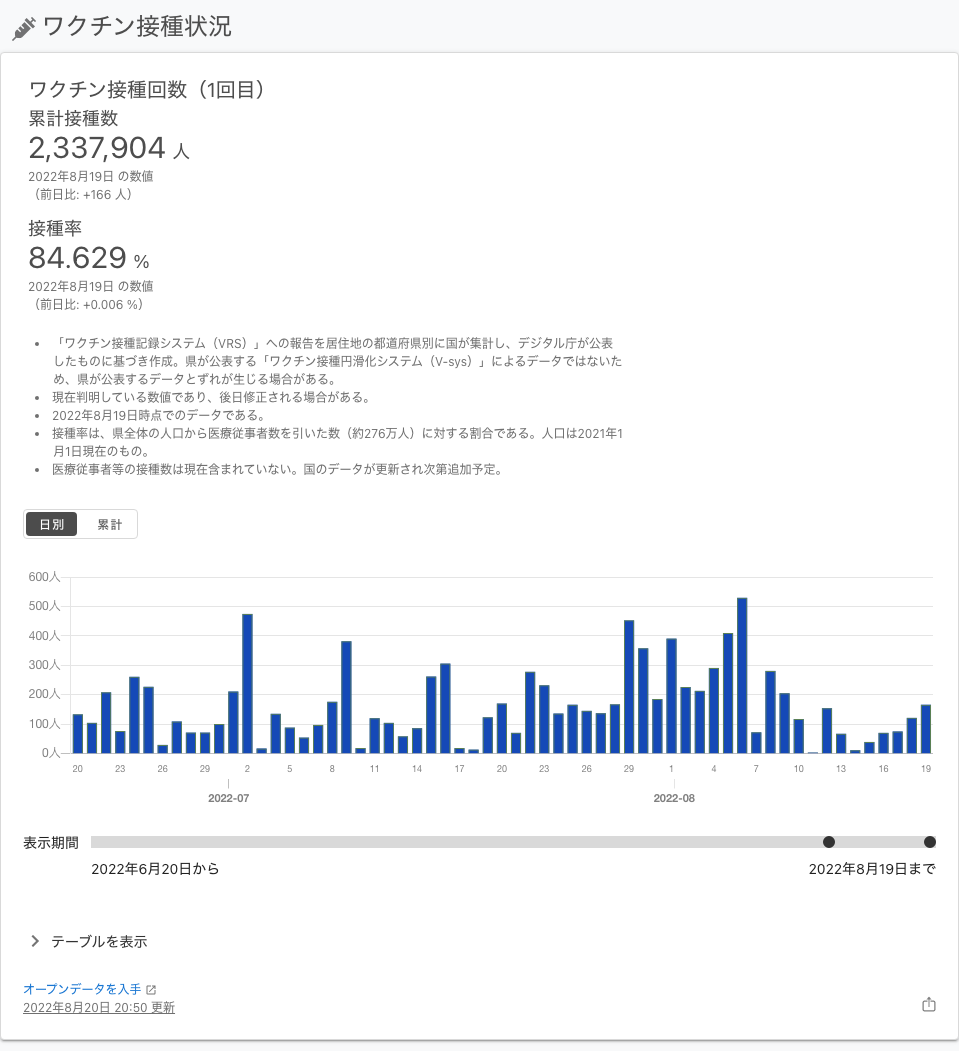 ワクチン接種状況
ワクチン接種回数（1回目）
累計接種数
2,337,904 人
2022年8月19日 の数値
（前日比: +166 人）
接種率
84.629 %
2022年8月19日 の数値
（前日比: +0.006 %）
• 「ワクチン接種記録システム（VRS）」への報告を居住地の都道府県別に国が集計し、デジタル庁が公表
したものに基づき作成。県が公表する「ワクチン接種円滑化システム（V-sys）」によるデータではないた
め、県が公表するデータとずれが生じる場合がある。
• 現在判明している数値であり、後日修正される場合がある。
• 2022年8月19日時点でのデータである。
• 接種率は、県全体の人口から医療従事者数を引いた数（約276万人）に対する割合である。人口は2021年1
月1日現在のもの。
• 医療従事者等の接種数は現在含まれていない。国のデータが更新され次第追加予定。
日別 累計
600人
500人
400人
300人
200人
100人
0人
20 23 26 29 2 5 8 11 14 17 20 23 26 29 1 4 7 10 13 16 19
2022-07 2022-08
表示期間
2022年6月20日から 2022年8月19日まで
テーブルを表示
オープンデータを入手
2022年8月20日 20:50 更新